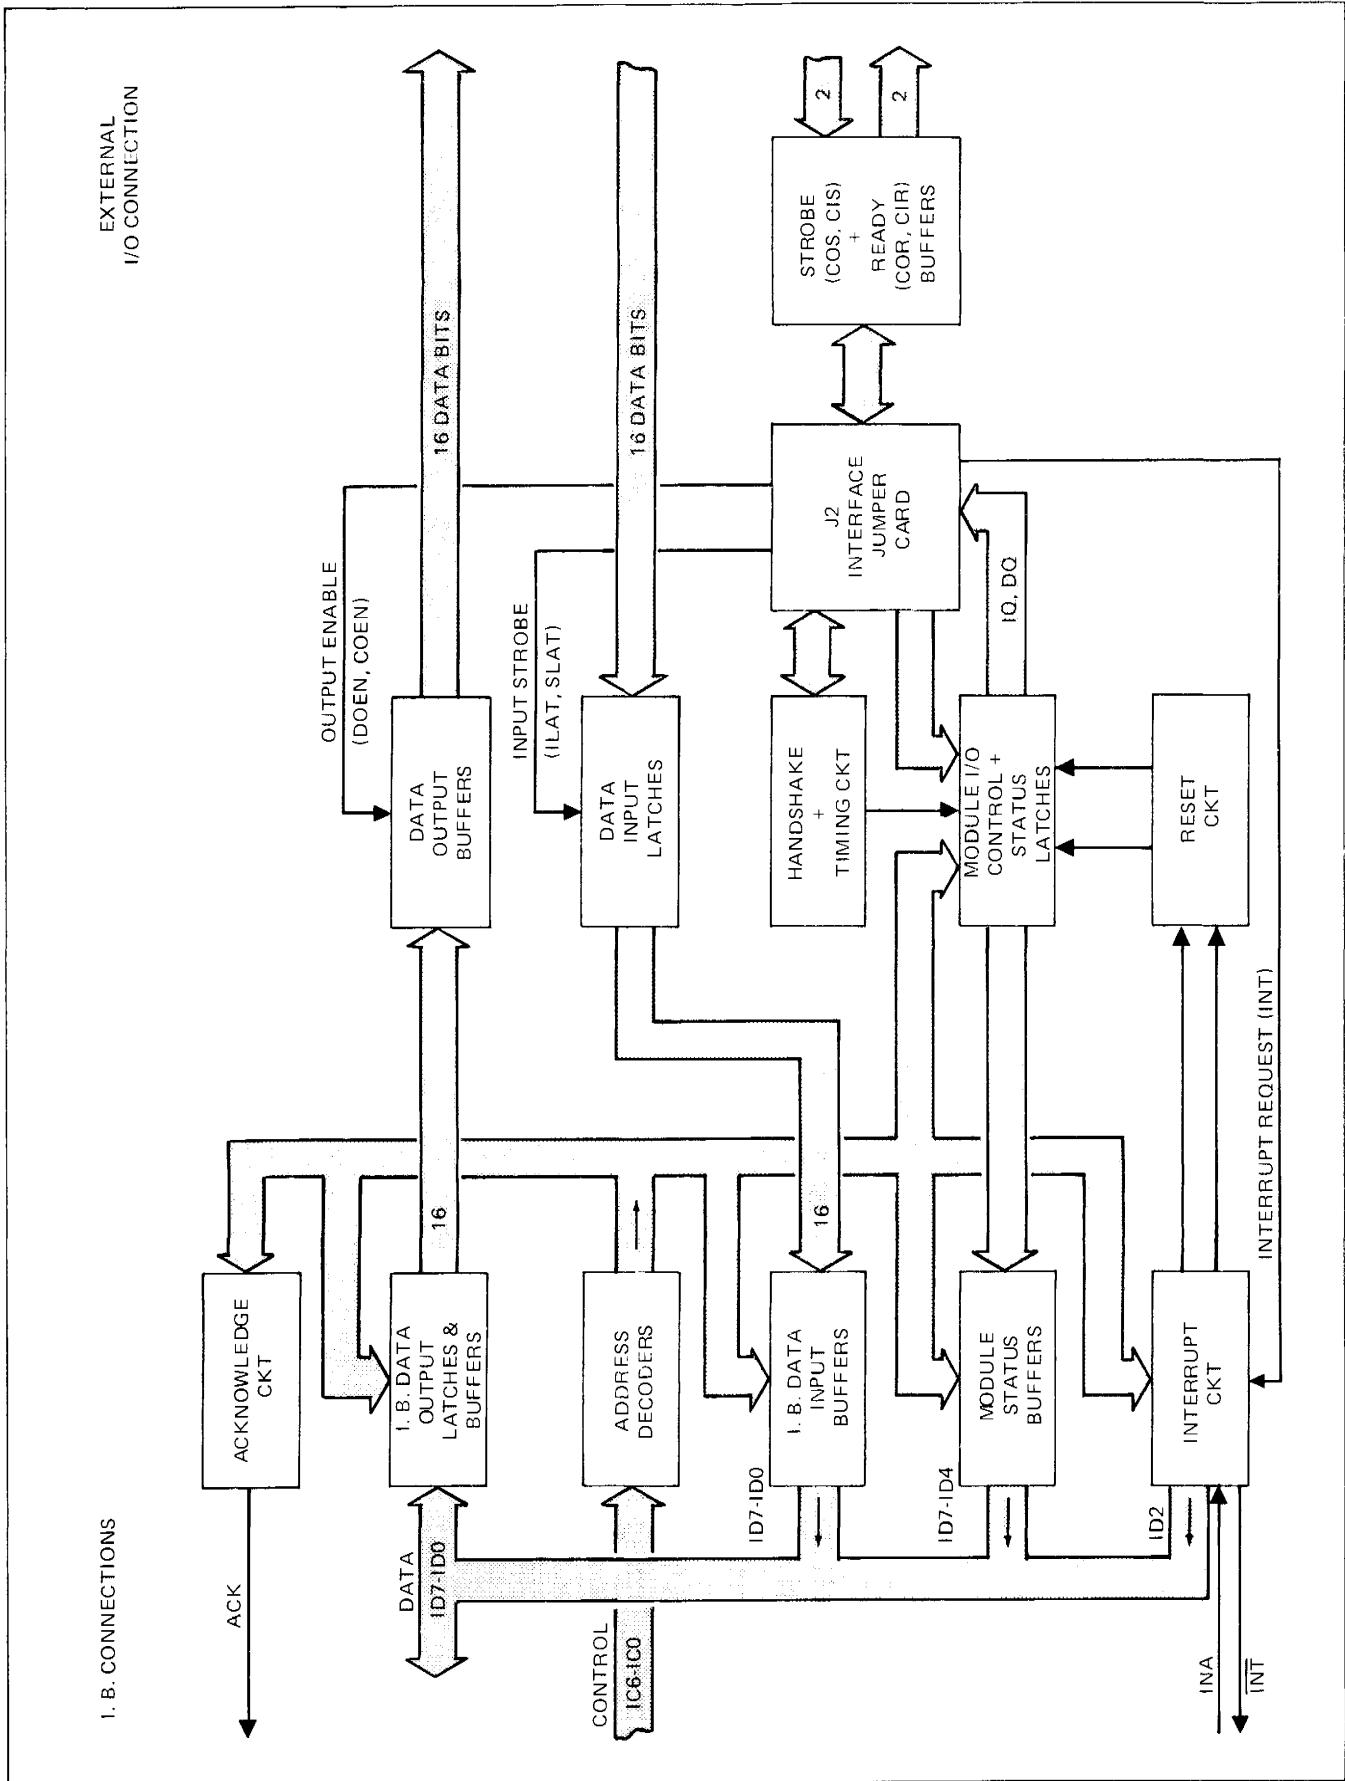 I. B. CONNECTIONS
EXTERNAL
I/O CONNECTION
ACK
ACKNOWLEDGE
CKT
OUTPUT ENABLE
(DOEN, COEN)
DATA
ID7-ID0
I. B. DATA
OUTPUT
LATCHES &
BUFFERS
16
DATA
OUTPUT
BUFFERS
16 DATA BITS
INPUT STROBE
(ILAT, SLAT)
CONTROL
IC6-IC0
ADDRESS
DECODERS
DATA
INPUT
LATCHES
16 DATA BITS
ID7-ID0
I. B. DATA
INPUT
BUFFERS
16
HANDSHAKE
+
TIMING CKT
J2
INTERFACE
JUMPER
CARD
STROBE
(COS, CIS)
+
READY
(COR, CIR)
BUFFERS
2
2
ID7-ID4
MODULE
STATUS
BUFFERS
MODULE I/O
CONTROL +
STATUS
LATCHES
IQ, DQ
ID2
INTERRUPT
CKT
RESET
CKT
INA
INT
INTERRUPT REQUEST (INT)